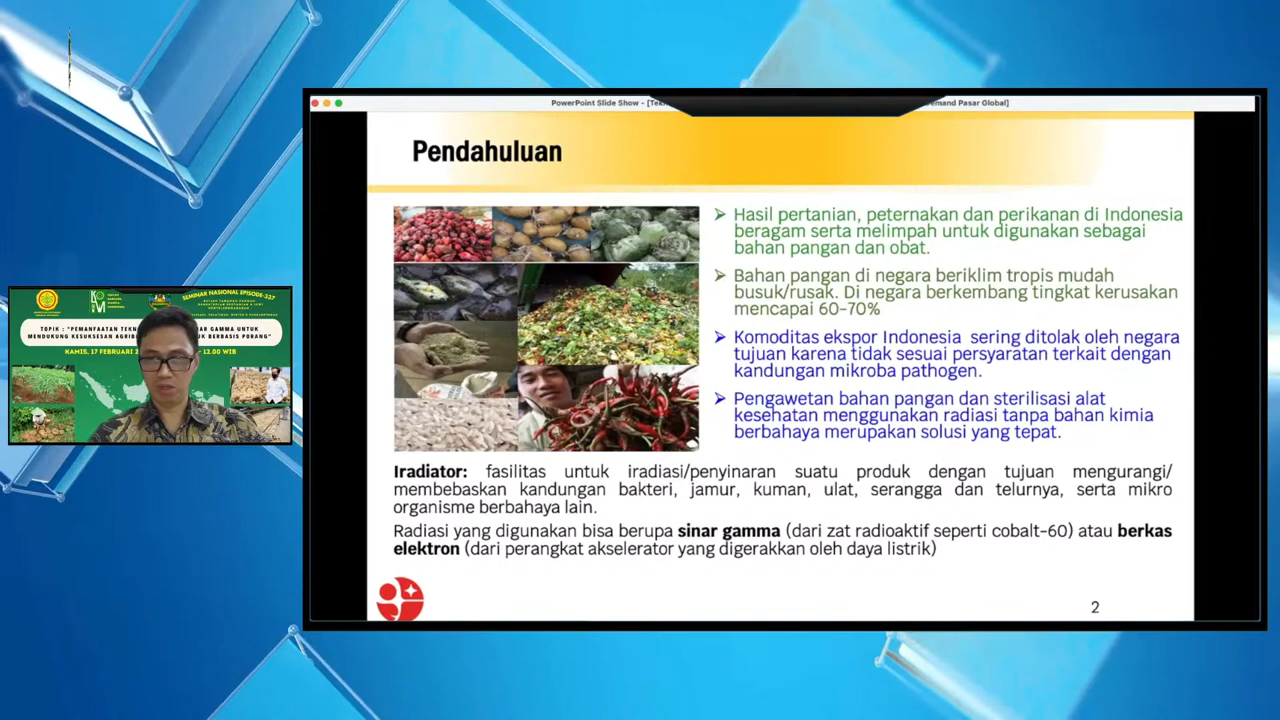 PowerPoint Slide Show - [Tekn
emand Pasar Global]
Pendahuluan
➢ Hasil pertanian, peternakan dan perikanan di Indonesia
beragam serta melimpah untuk digunakan sebagai
bahan pangan dan obat.
➢ Bahan pangan di negara beriklim tropis mudah
busuk/rusak. Di negara berkembang tingkat kerusakan
mencapai 60-70%
➢ Komoditas ekspor Indonesia sering ditolak oleh negara
tujuan karena tidak sesuai persyaratan terkait dengan
kandungan mikroba pathogen.
➢ Pengawetan bahan pangan dan sterilisasi alat
kesehatan menggunakan radiasi tanpa bahan kimia
berbahaya merupakan solusi yang tepat.
Iradiator: fasilitas untuk iradiasi/penyinaran suatu produk dengan tujuan mengurangi/
membebaskan kandungan bakteri, jamur, kuman, ulat, serangga dan telurnya, serta mikro
organisme berbahaya lain.
Radiasi yang digunakan bisa berupa sinar gamma (dari zat radioaktif seperti cobalt-60) atau berkas
elektron (dari perangkat akselerator yang digerakkan oleh daya listrik)
2
SEMINAR NASIONAL EPISODE-327
TOPIK : "PEMANFAATAN TEKN
AR GAMMA UNTUK
MENDUKUNG KESUKSESAN AGRIB
UK BERBASIS PORANG"
KAMIS, 17 FEBRUARI 2
- 12.00 WIB